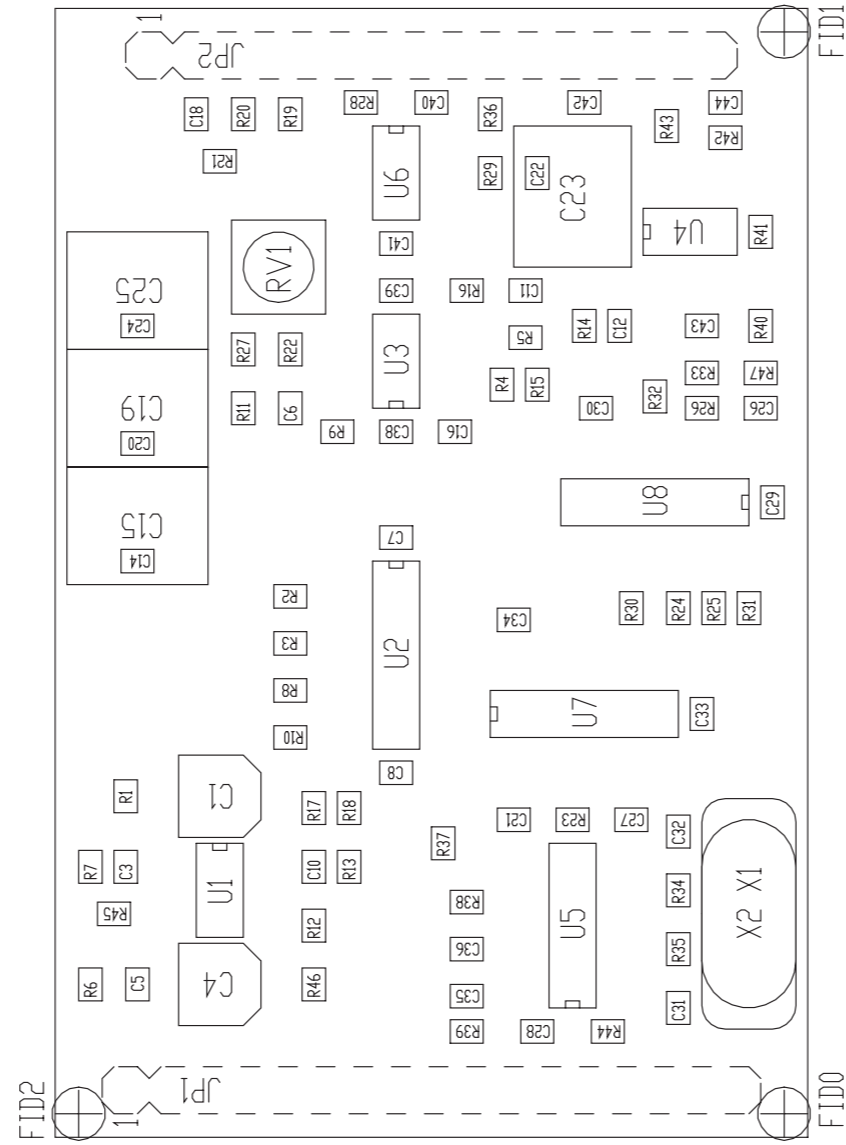 1
FID1
JP2
R28
C40
C42
C44
C18
R20
R19
R36
R43
R42
R21
U6
R29
C22
C23
U4
R41
C41
RV1
C25
C39
R16
C11
C24
R14
C12
C43
R40
R5
R27
R22
U3
R33
R47
R4
R15
R32
C19
R11
C6
C30
R26
C26
C20
R9
C38
C16
U8
C29
C15
C7
C14
R2
R30
R24
R25
R31
C34
R3
U2
R8
U7
C33
R10
C8
R1
C1
R17
R18
C21
R23
C27
C32
R37
R7
C3
U1
C10
R13
R34
X2 X1
R45
R38
R12
U5
C36
R35
R6
C5
C4
R46
C35
C31
R39
C28
R44
JP1
FID2
1
FID0